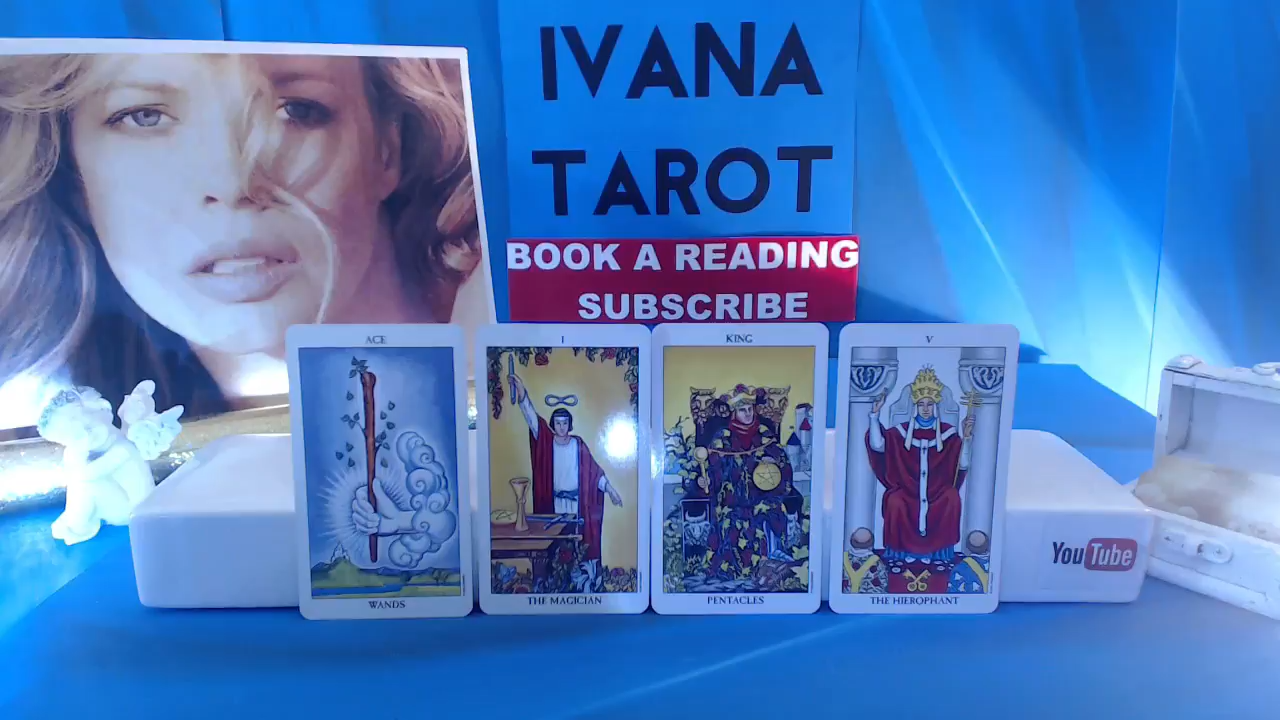 IVANA
TAROT
BOOK A READING
SUBSCRIBE
ACE
WANDS
I
THE MAGICIAN
KING
PENTACLES
V
THE HIEROPHANT
YouTube